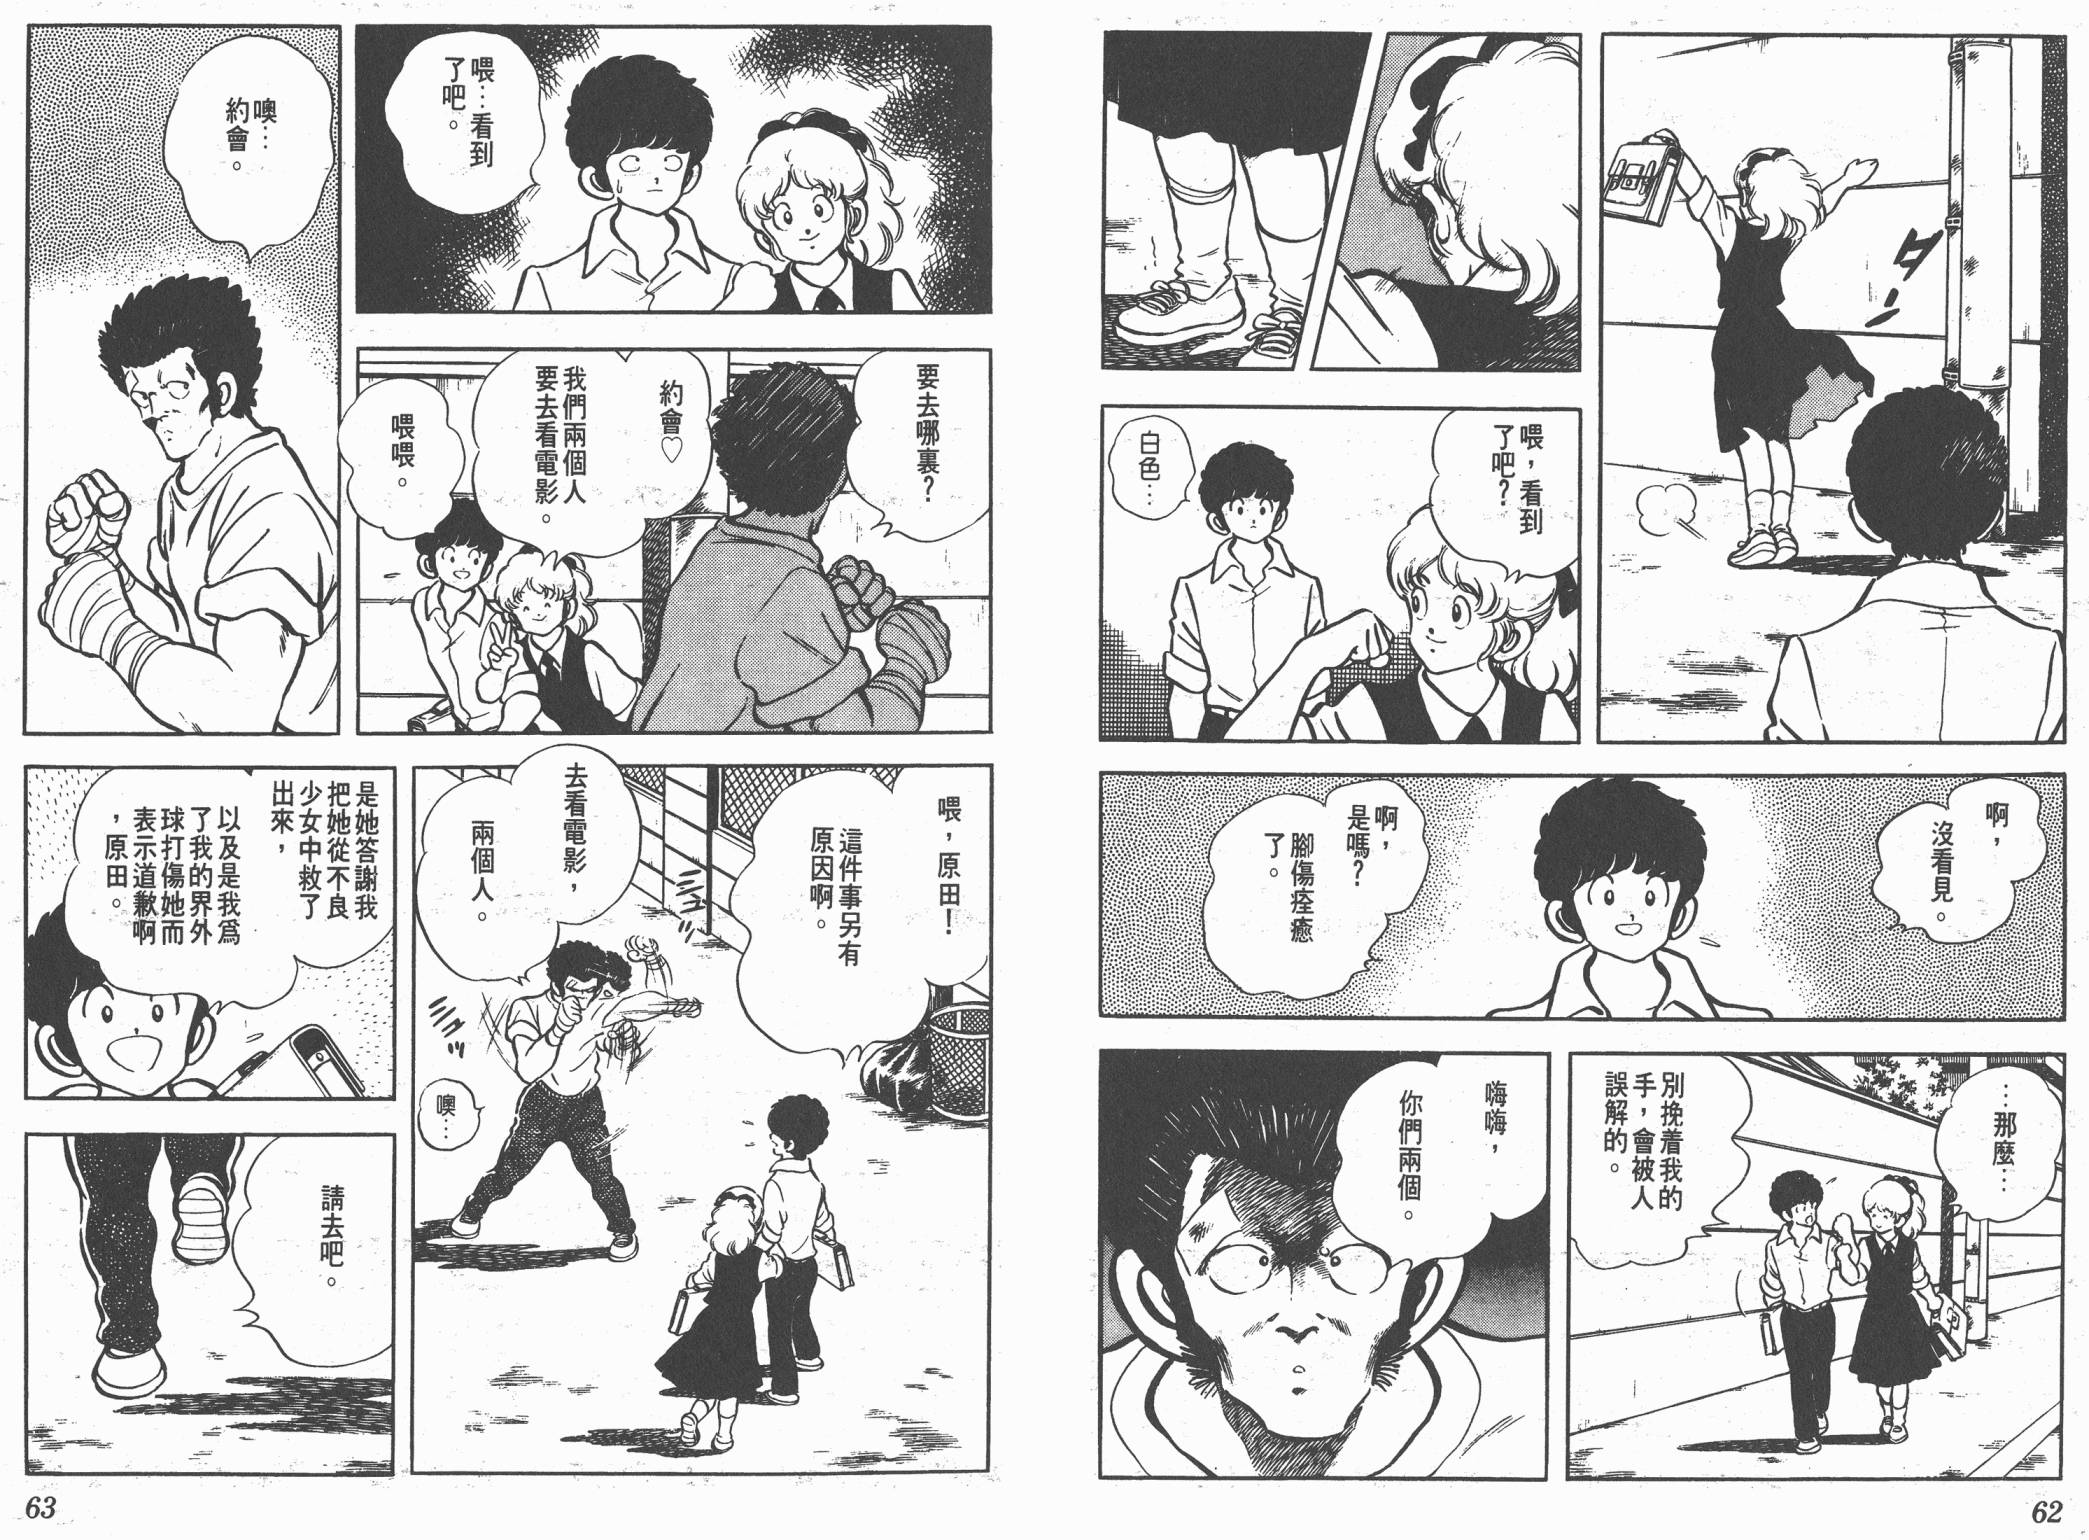 ダー
喂，看到
了吧？
白色…
啊，
沒看見。
啊，
是嗎？
腳傷痊癒
了。
…那麼…
別挽着我的
手，會被人
誤解的。
嗨嗨，
你們兩個。
62
喂…看到
了吧。
噢…
約會。
要去哪裏？
約會♡
我們兩個人
要去看電影。
喂喂。
喂，原田！
這件事另有
原因啊。
去看電影，
兩個人。
噢…
是她答謝我
把她從不良
少女中救了
出來，
以及是我爲
了我的界外
球打傷她而
表示道歉啊
，原田。
請去吧。
63